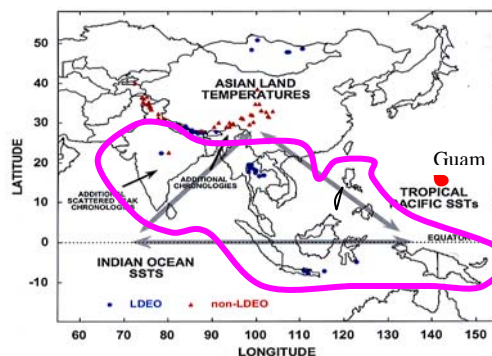 50
40
30
20
10
0
-10
LATITUDE
ASIAN LAND
TEMPERATURES
Guam
ADDITIONAL
SCATTERED TEAK
CHRONOLOGIES
ADDITIONAL
CHRONOLOGIES
TROPICAL
PACIFIC SSTs
EQUATOR
INDIAN OCEAN
SSTS
LDEO
non-LDEO
60 70 80 90 100 110 120 130 140 150
LONGITUDE